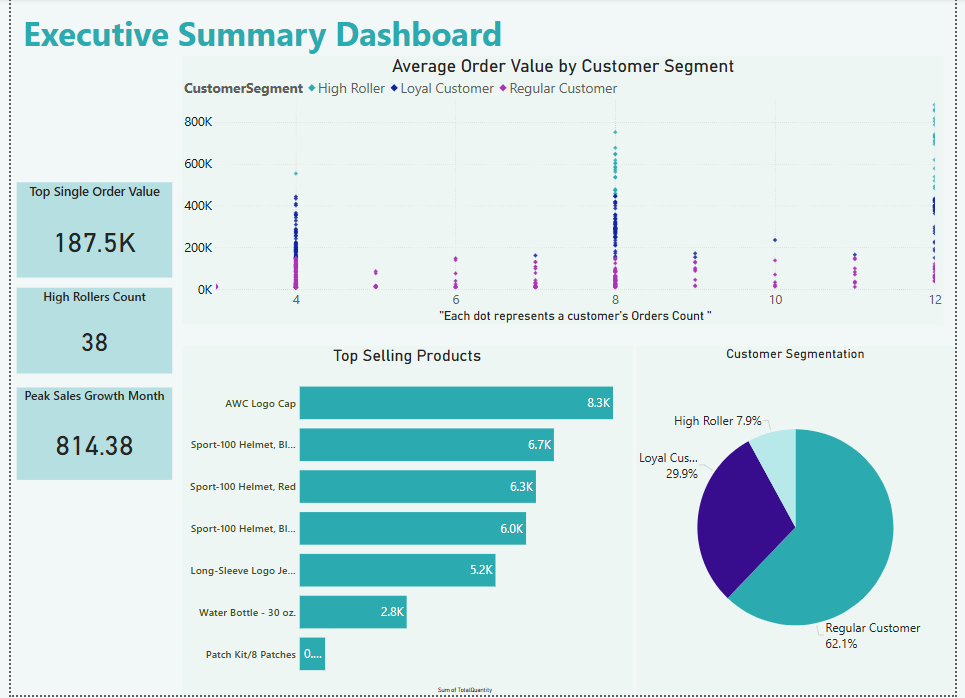 Executive Summary Dashboard
Average Order Value by Customer Segment
CustomerSegment High Roller Loyal Customer Regular Customer
800K
600K
400K
200K
0K
4 6 8 10 12
"Each dot represents a customer's Orders Count "
Top Single Order Value
187.5K
High Rollers Count
38
Peak Sales Growth Month
814.38
Top Selling Products
AWC Logo Cap 8.3K
Sport-100 Helmet, Bl... 6.7K
Sport-100 Helmet, Red 6.3K
Sport-100 Helmet, Bl... 6.0K
Long-Sleeve Logo Je... 5.2K
Water Bottle - 30 oz. 2.8K
Patch Kit/8 Patches 0....
Sum of TotalQuantity
Customer Segmentation
High Roller 7.9%
Loyal Cus...
29.9%
Regular Customer
62.1%